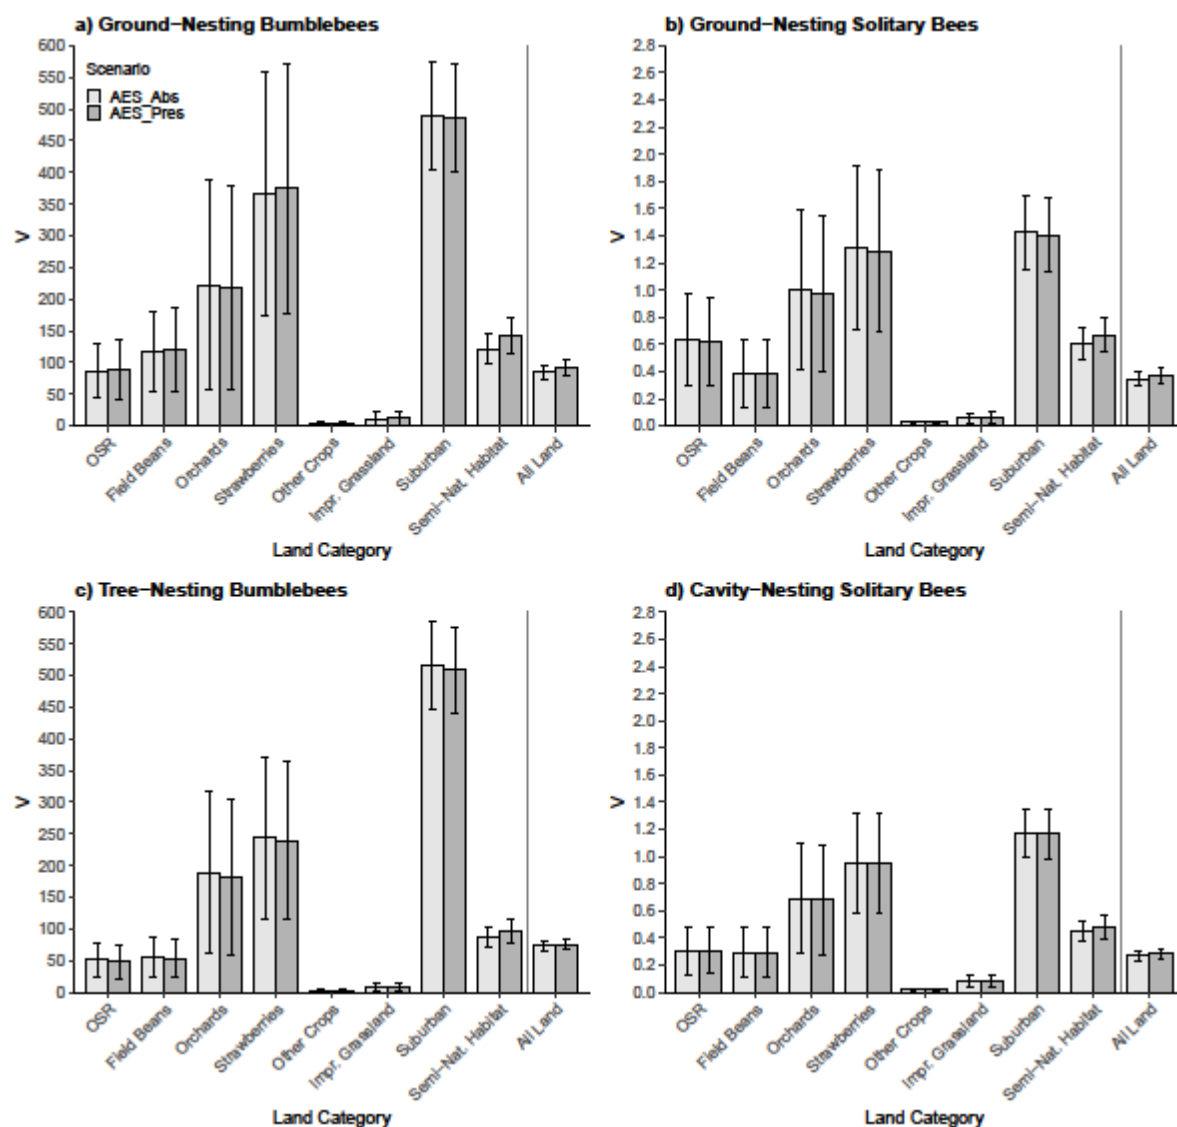 a) Ground−Nesting Bumblebees
V
600
550
500
450
400
350
300
250
200
150
100
50
0
Scenario
AES_Abs
AES_Pres
OSR
Field Beans
Orchards
Strawberries
Other Crops
Impr. Grassland
Suburban
Semi−Nat. Habitat
All Land
Land Category
b) Ground−Nesting Solitary Bees
V
2.8
2.6
2.4
2.2
2.0
1.8
1.6
1.4
1.2
1.0
0.8
0.6
0.4
0.2
0.0
OSR
Field Beans
Orchards
Strawberries
Other Crops
Impr. Grassland
Suburban
Semi−Nat. Habitat
All Land
Land Category
c) Tree−Nesting Bumblebees
V
600
550
500
450
400
350
300
250
200
150
100
50
0
OSR
Field Beans
Orchards
Strawberries
Other Crops
Impr. Grassland
Suburban
Semi−Nat. Habitat
All Land
Land Category
d) Cavity−Nesting Solitary Bees
V
2.8
2.6
2.4
2.2
2.0
1.8
1.6
1.4
1.2
1.0
0.8
0.6
0.4
0.2
0.0
OSR
Field Beans
Orchards
Strawberries
Other Crops
Impr. Grassland
Suburban
Semi−Nat. Habitat
All Land
Land Category